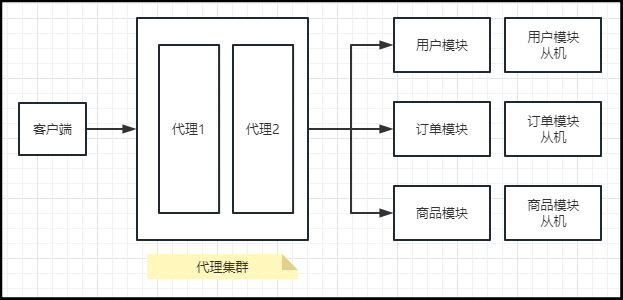 客户端
代理1
代理2
代理集群
用户模块
用户模块
从机
订单模块
订单模块
从机
商品模块
商品模块
从机